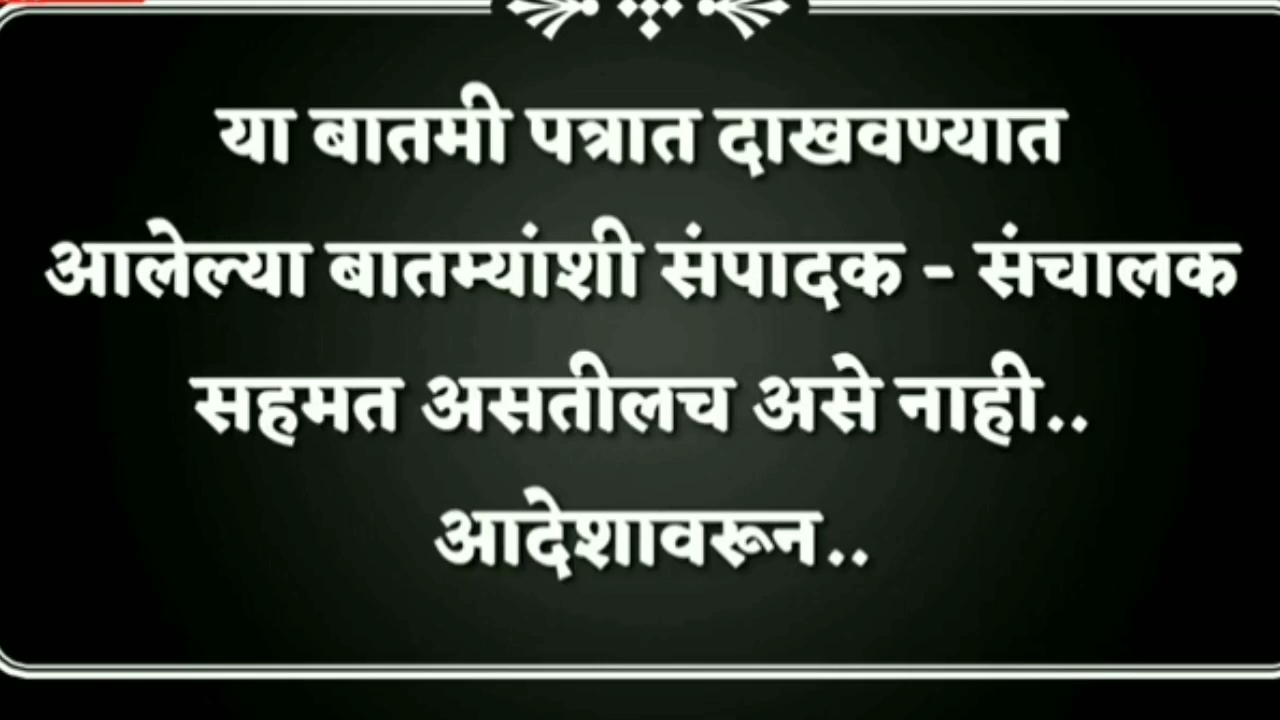 या बातमी पत्रात दाखवण्यात
आलेल्या बातम्यांशी संपादक - संचालक
सहमत असतीलच असे नाही..
आदेशावरून..